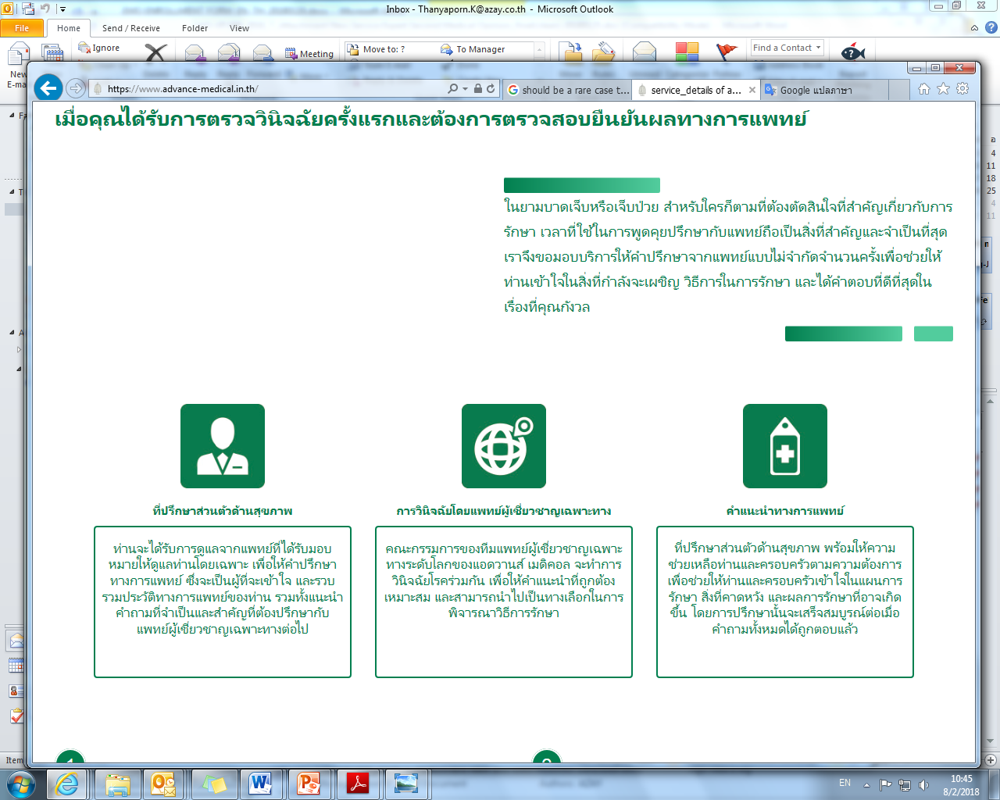 Inbox - Thanyaporn.K@azay.co.th - Microsoft Outlook
File Home Send / Receive Folder View
Ignore Meeting Move to: ? To Manager Find a Contact
New
https://www.advance-medical.in.th/ should be a rare case t... service_details of a... Google แปลภาษา
เมื่อคุณได้รับการตรวจวินิจฉัยครั้งแรกและต้องการตรวจสอบยืนยันผลทางการแพทย์
ในยามบาดเจ็บหรือเจ็บป่วย สำหรับใครก็ตามที่ต้องตัดสินใจที่สำคัญเกี่ยวกับการ
รักษา เวลาที่ใช้ในการพูดคุยปรึกษากับแพทย์ถือเป็นสิ่งที่สำคัญและจำเป็นที่สุด
เราจึงขอมอบบริการให้คำปรึกษาจากแพทย์แบบไม่จำกัดจำนวนครั้งเพื่อช่วยให้
ท่านเข้าใจในสิ่งที่กำลังจะเผชิญ วิธีการในการรักษา และได้คำตอบที่ดีที่สุดใน
เรื่องที่คุณกังวล
ที่ปรึกษาส่วนตัวด้านสุขภาพ
ท่านจะได้รับการดูแลจากแพทย์ที่ได้รับมอบ
หมายให้ดูแลท่านโดยเฉพาะ เพื่อให้คำปรึกษา
ทางการแพทย์ ซึ่งจะเป็นผู้ที่จะเข้าใจ และรวบ
รวมประวัติทางการแพทย์ของท่าน รวมทั้งแนะนำ
คำถามที่จำเป็นและสำคัญที่ต้องปรึกษากับ
แพทย์ผู้เชี่ยวชาญเฉพาะทางต่อไป
การวินิจฉัยโดยแพทย์ผู้เชี่ยวชาญเฉพาะทาง
คณะกรรมการของทีมแพทย์ผู้เชี่ยวชาญเฉพาะ
ทางระดับโลกของแอดวานส์ เมดิคอล จะทำการ
วินิจฉัยโรคร่วมกัน เพื่อให้คำแนะนำที่ถูกต้อง
เหมาะสม และสามารถนำไปเป็นทางเลือกในการ
พิจารณาวิธีการรักษา
คำแนะนำทางการแพทย์
ที่ปรึกษาส่วนตัวด้านสุขภาพ พร้อมให้ความ
ช่วยเหลือท่านและครอบครัวตามความต้องการ
เพื่อช่วยให้ท่านและครอบครัวเข้าใจในแผนการ
รักษา สิ่งที่คาดหวัง และผลการรักษาที่อาจเกิด
ขึ้น โดยการปรึกษานั้นจะเสร็จสมบูรณ์ต่อเมื่อ
คำถามทั้งหมดได้ถูกตอบแล้ว
EN
10:45
8/2/2018